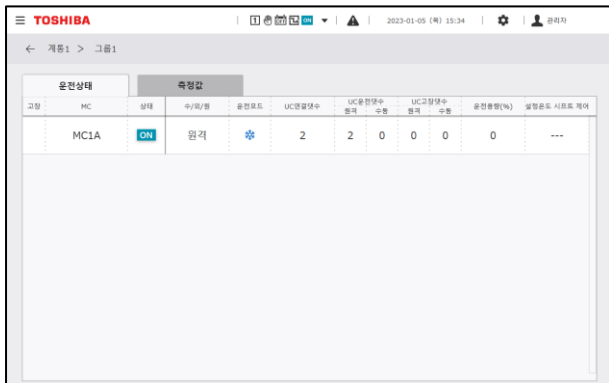 TOSHIBA 1 ON 2023-01-05 (목) 15:34 관리자
계통1 > 그룹1
운전상태 측정값
고장 MC 상태 수/외/원 운전모드 UC연결댓수 UC운전댓수 원격 수동 UC고장댓수 원격 수동 운전용량(%) 설정온도 시프트 제어
MC1A ON 원격 2 2 0 0 0 0 ---